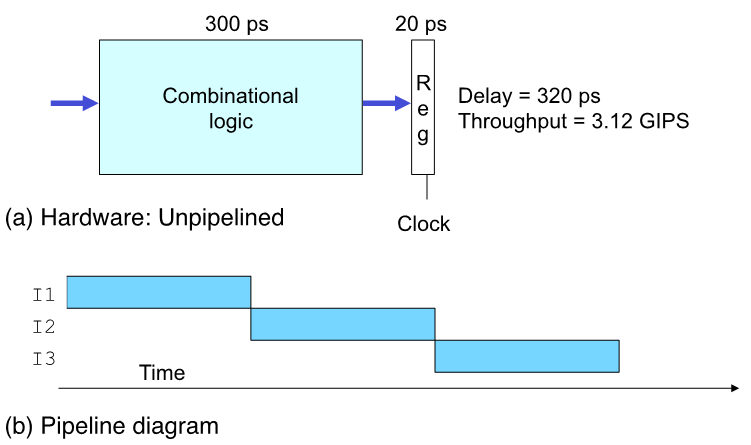 300 ps
20 ps
Combinational
logic
R
e
g
Delay = 320 ps
Throughput = 3.12 GIPS
(a) Hardware: Unpipelined
Clock
I1
I2
I3
Time
(b) Pipeline diagram